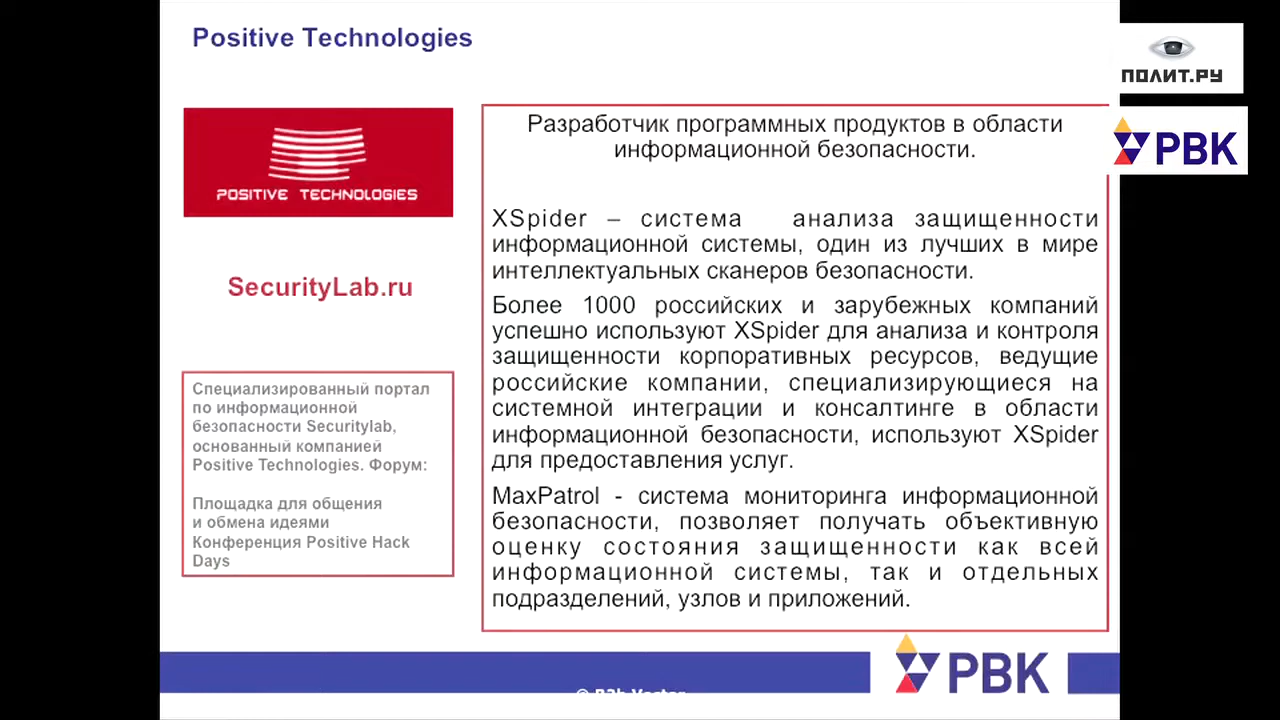 Positive Technologies
ПОЛИТ.РУ
РВК
POSITIVE TECHNOLOGIES
SecurityLab.ru
Специализированный портал
по информационной
безопасности Securitylab,
основанный компанией
Positive Technologies. Форум:
Площадка для общения
и обмена идеями
Конференция Positive Hack
Days
Разработчик программных продуктов в области
информационной безопасности.
XSpider – система анализа защищенности
информационной системы, один из лучших в мире
интеллектуальных сканеров безопасности.
Более 1000 российских и зарубежных компаний
успешно используют XSpider для анализа и контроля
защищенности корпоративных ресурсов, ведущие
российские компании, специализирующиеся на
системной интеграции и консалтинге в области
информационной безопасности, используют XSpider
для предоставления услуг.
MaxPatrol - система мониторинга информационной
безопасности, позволяет получать объективную
оценку состояния защищенности как всей
информационной системы, так и отдельных
подразделений, узлов и приложений.
РВК